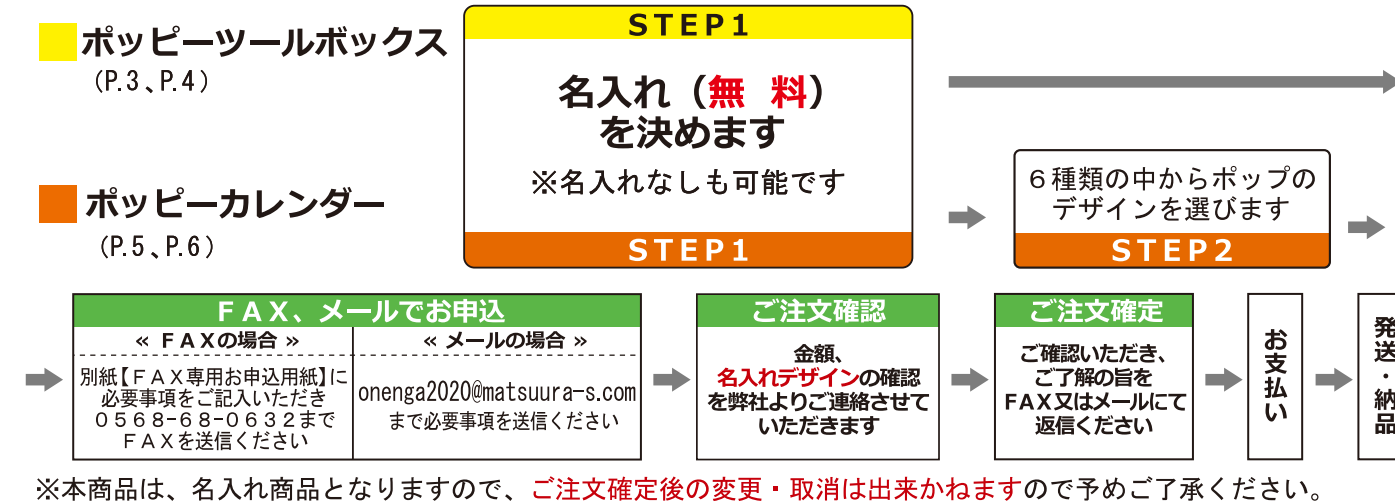 ポッピーツールボックス
(P.3、P.4)
STEP1
名入れ（無 料）
を決めます
※名入れなしも可能です
STEP1
ポッピーカレンダー
(P.5、P.6)
６種類の中からポップの
デザインを選びます
STEP2
ＦＡＸ、メールでお申込
« ＦＡＸの場合 »
別紙【ＦＡＸ専用お申込用紙】に
必要事項をご記入いただき
０５６８-６８-０６３２まで
ＦＡＸを送信ください
« メールの場合 »
onenga2020@matsuura-s.com
まで必要事項を送信ください
ご注文確認
金額、
名入れデザインの確認
を弊社よりご連絡させて
いただきます
ご注文確定
ご確認いただき、
ご了解の旨を
FAX又はメールにて
返信ください
お支払い
発送・納品
※本商品は、名入れ商品となりますので、ご注文確定後の変更・取消は出来かねますので予めご了承ください。